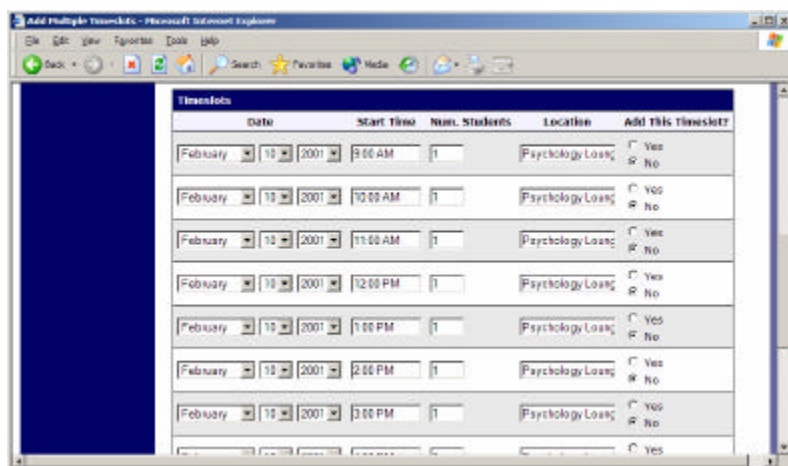 Add Multiple Timeslots - Microsoft Internet Explorer
File Edit View Favorites Tools Help
Back Search Favorites Media
Timeslots
Date Start Time Num. Students Location Add This Timeslot?
February 10 2001 9:00 AM 1 Psychology Loung Yes
No
February 10 2001 10:00 AM 1 Psychology Loung Yes
No
February 10 2001 11:00 AM 1 Psychology Loung Yes
No
February 10 2001 12:00 PM 1 Psychology Loung Yes
No
February 10 2001 1:00 PM 1 Psychology Loung Yes
No
February 10 2001 2:00 PM 1 Psychology Loung Yes
No
February 10 2001 3:00 PM 1 Psychology Loung Yes
No
Yes